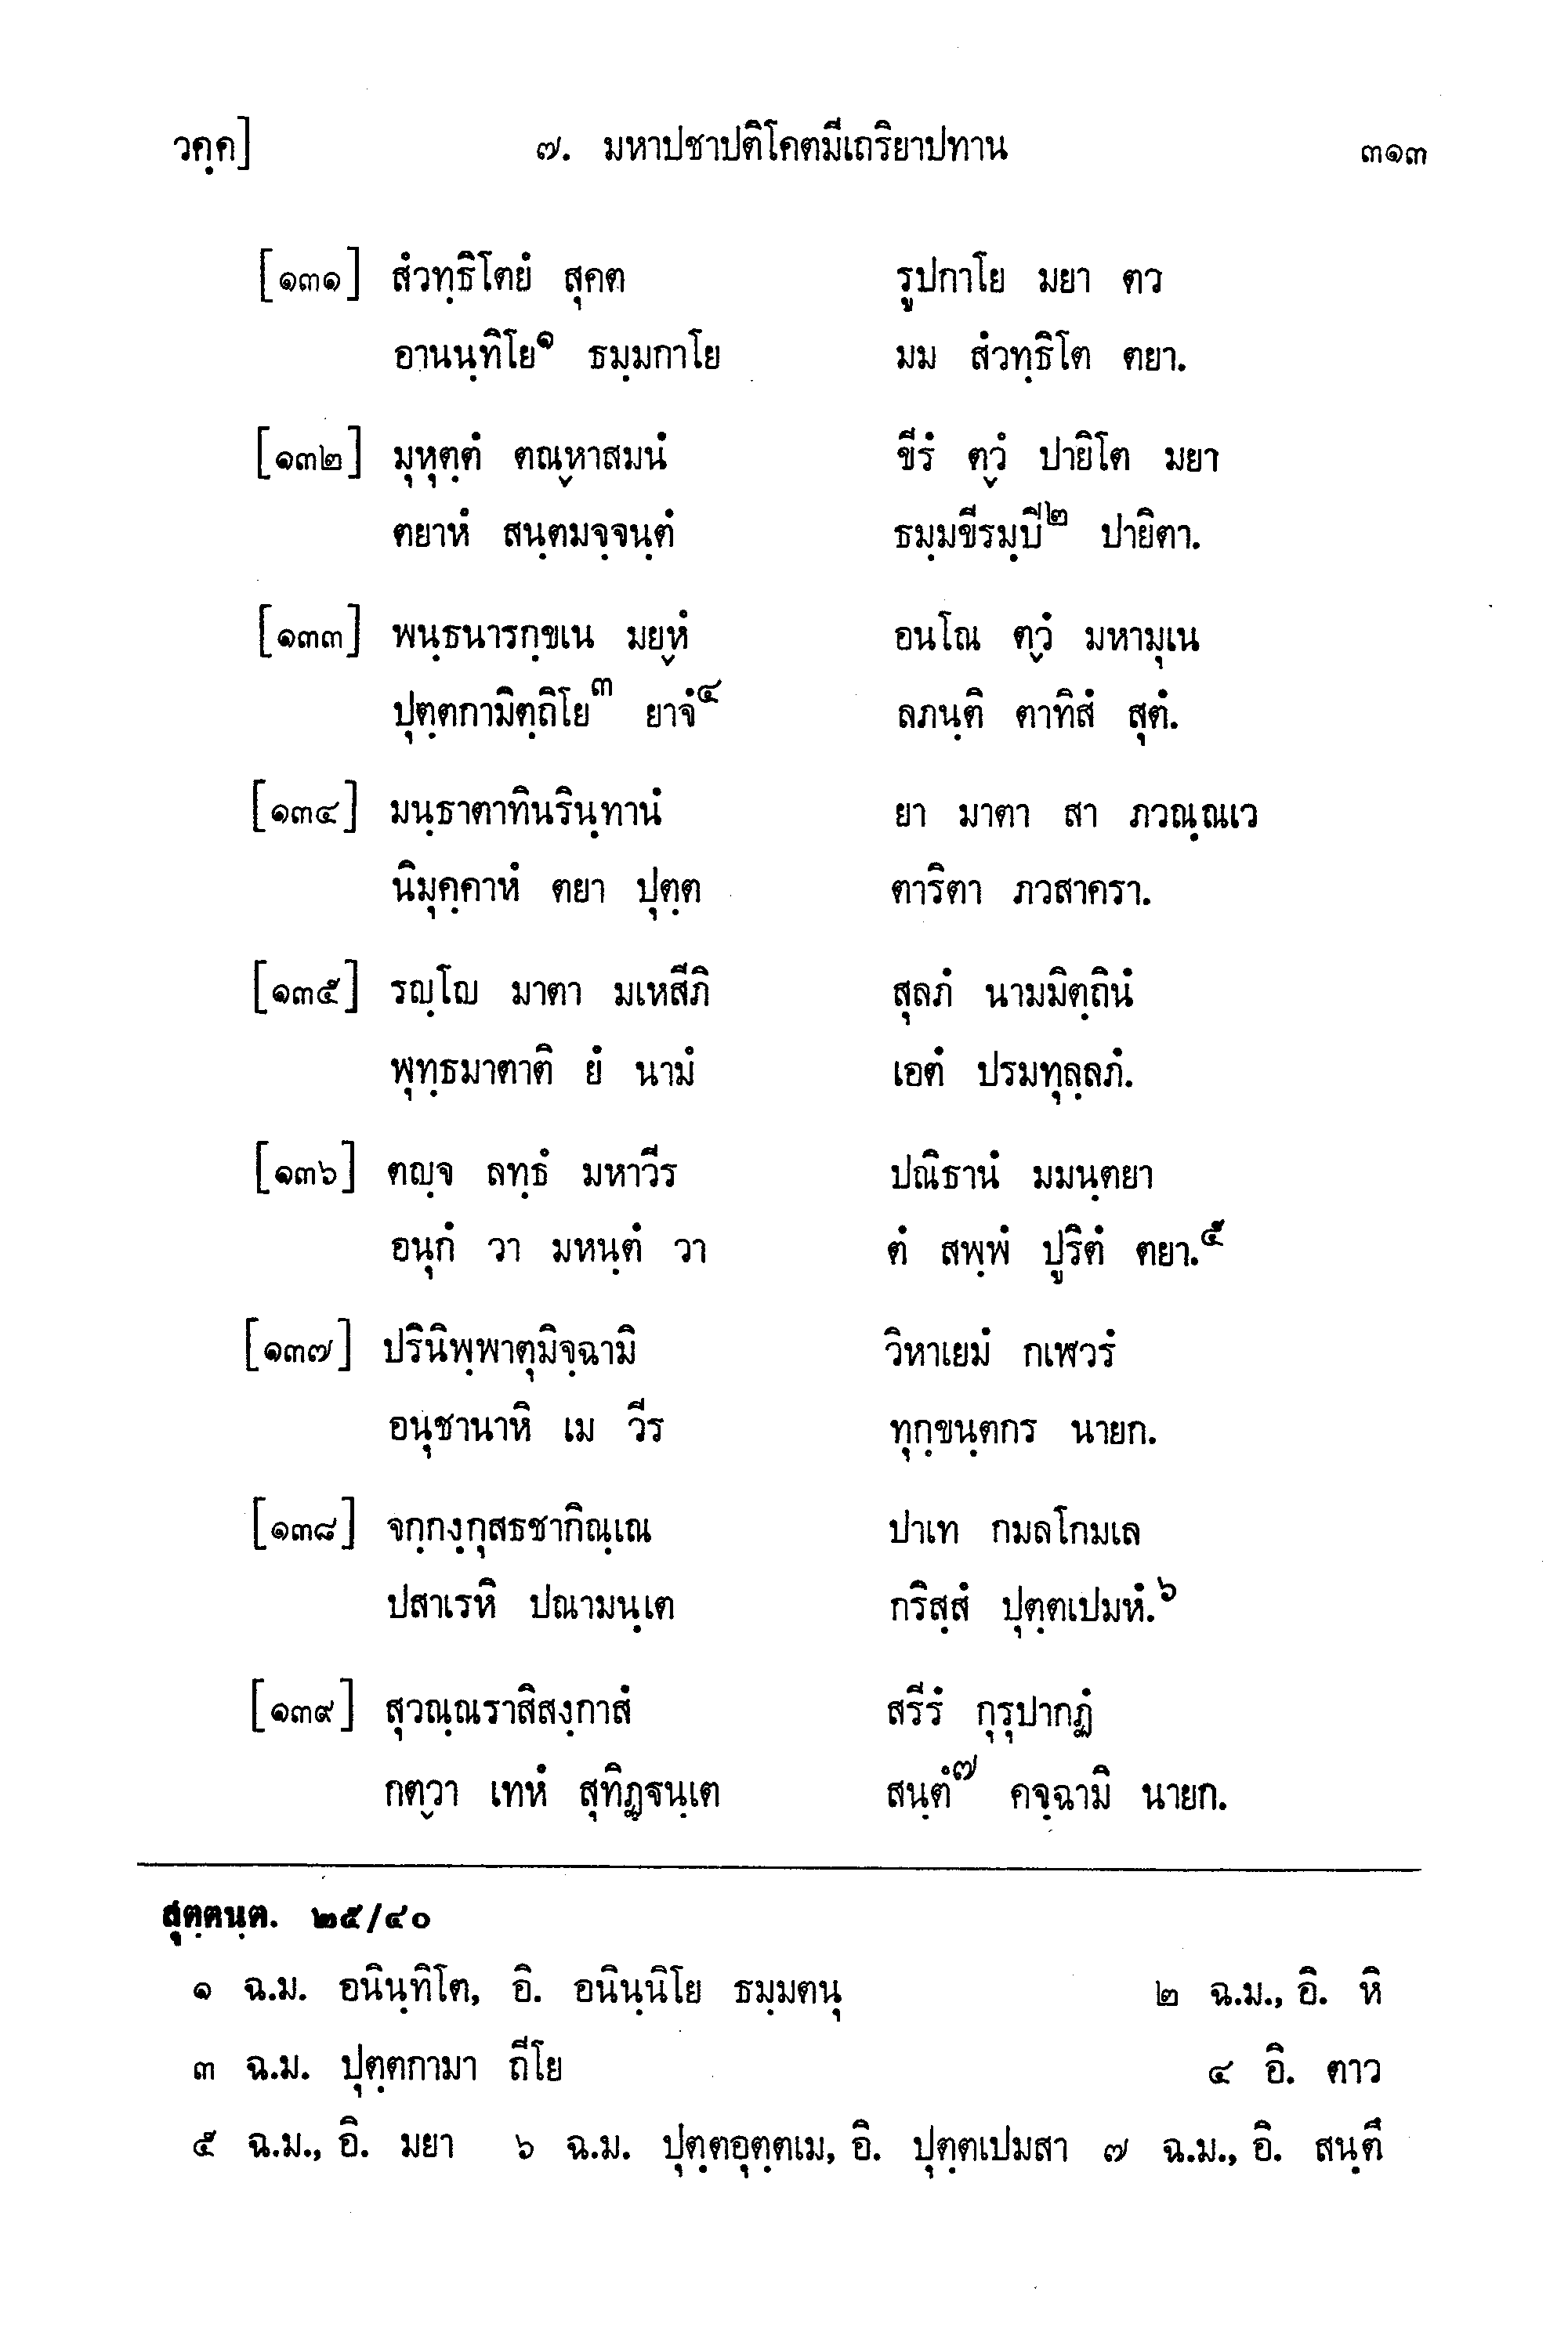 วคฺค] ๗. มหาปชาปติโคตมีเถริยาปทาน ๓๑๓
[๑๓๑] สํวทฺธิโตยํ สุคต รูปกาโย มยา ตว
อานนฺทิโย๑ ธมฺมกาโย มม สํวทฺธิโต ตยา.
[๑๓๒] มุหุตฺตํ ตณฺหาสมนํ ขีรํ ตฺวํ ปายิโต มยา
ตยาหํ สนฺตมจฺจนฺตํ ธมฺมขีรมฺปิ๒ ปายิตา.
[๑๓๓] พนฺธนารกฺขเน มยฺหํ อนโณ ตฺวํ มหามุเน
ปุตฺตกามิตฺถิโย๓ ยาจํ๔ ลภนฺติ ตาทิสํ สุตํ.
[๑๓๔] มนฺธาตาทินรินฺทานํ ยา มาตา สา ภวณฺณเว
นิมุคฺคาหํ ตยา ปุตฺต ตาริตา ภวสาครา.
[๑๓๕] รญฺโญ มาตา มเหสีภิ สุลภํ นามมิตฺถินํ
พุทฺธมาตาติ ยํ นามํ เอตํ ปรมทุลฺลภํ.
[๑๓๖] ตญฺจ ลทฺธํ มหาวีร ปณิธานํ มมนฺตยา
อนุกํ วา มหนฺตํ วา ตํ สพฺพํ ปูริตํ ตยา.๕
[๑๓๗] ปรินิพฺพาตุมิจฺฉามิ วิหาเยมํ กเฬวรํ
อนุชานาหิ เม วีร ทุกฺขนฺตกร นายก.
[๑๓๘] จกฺกงฺกุสธชากิณฺเณ ปาเท กมลโกมเล
ปสาเรหิ ปณามนฺเต กริสฺสํ ปุตฺตเปมหํ.๖
[๑๓๙] สุวณฺณราสิสงฺกาสํ สรีรํ กุรุปากฏํ
กตฺวา เทหํ สุทิฏฺฐนฺเต สนฺตํ๗ คจฺฉามิ นายก.
สุตฺตนฺต. ๒๕/๔๐
๑ ฉ.ม. อนินฺทิโต, อิ. อนินฺนิโย ธมฺมตนุ ๒ ฉ.ม., อิ. หิ
๓ ฉ.ม. ปุตฺตกามา ถีโย ๔ อิ. ตาว
๕ ฉ.ม., อิ. มยา ๖ ฉ.ม. ปุตฺตอุตฺตเม, อิ. ปุตฺตเปมสา ๗ ฉ.ม., อิ. สนฺตึ